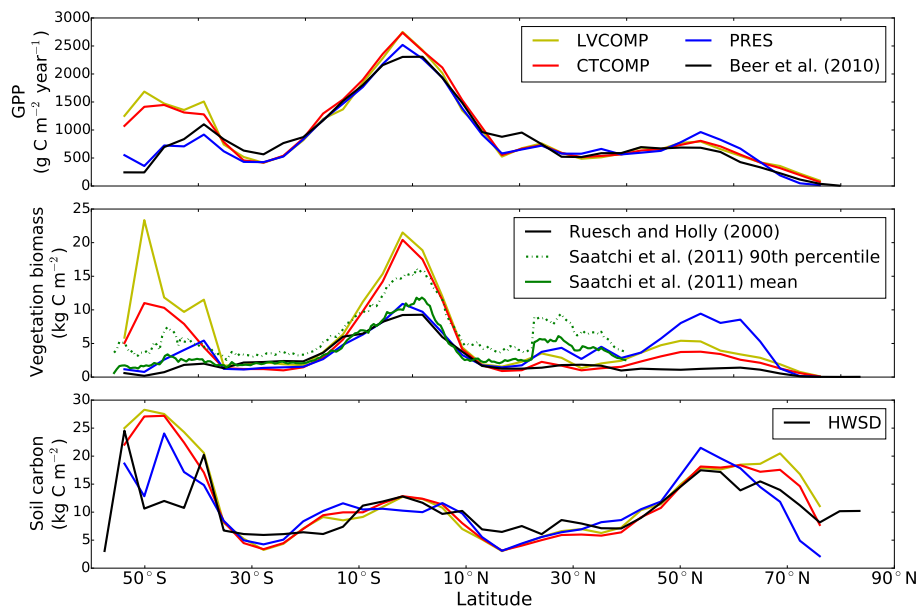 3000
2500
2000
1500
1000
500
0
GPP
(g C m⁻² year⁻¹)
LVCOMP
CTCOMP
PRES
Beer et al. (2010)
25
20
15
10
5
0
Vegetation biomass
(kg C m⁻²)
Ruesch and Holly (2000)
Saatchi et al. (2011) 90th percentile
Saatchi et al. (2011) mean
30
25
20
15
10
5
0
Soil carbon
(kg C m⁻²)
HWSD
50°S 30°S 10°S 10°N 30°N 50°N 70°N 90°N
Latitude